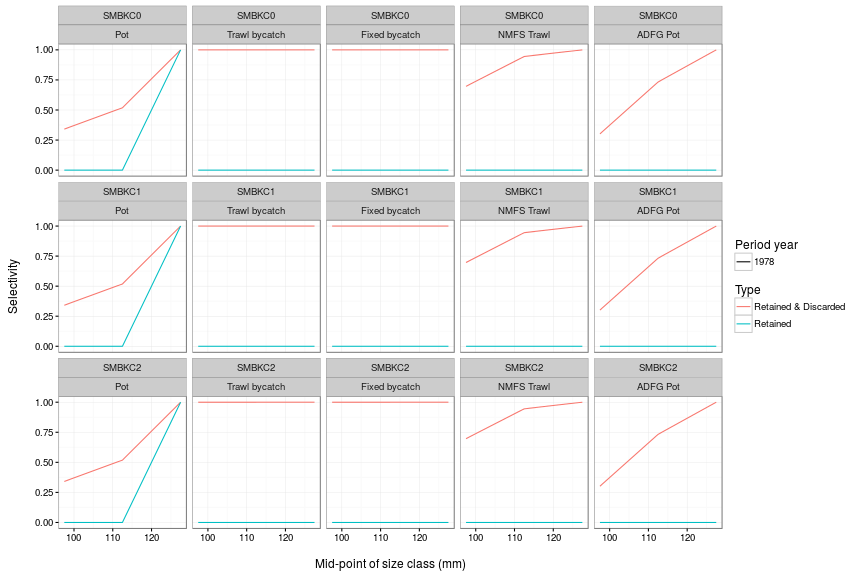 SMBKC0 SMBKC0 SMBKC0 SMBKC0 SMBKC0
Pot Trawl bycatch Fixed bycatch NMFS Trawl ADFG Pot
1.00
0.75
0.50
0.25
0.00
SMBKC1 SMBKC1 SMBKC1 SMBKC1 SMBKC1
Pot Trawl bycatch Fixed bycatch NMFS Trawl ADFG Pot
1.00
0.75
0.50
0.25
0.00
SMBKC2 SMBKC2 SMBKC2 SMBKC2 SMBKC2
Pot Trawl bycatch Fixed bycatch NMFS Trawl ADFG Pot
1.00
0.75
0.50
0.25
0.00
100 110 120 100 110 120 100 110 120 100 110 120 100 110 120
Mid-point of size class (mm)
Selectivity
Period year
1978
Type
Retained & Discarded
Retained